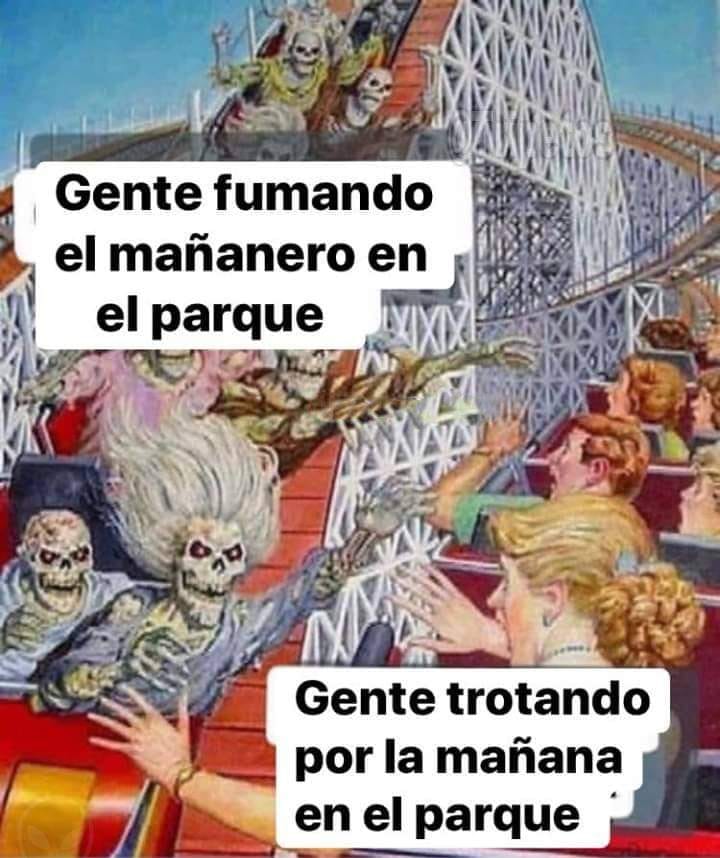 Gente fumando
el mañanero en
el parque
Gente trotando
por la mañana
en el parque